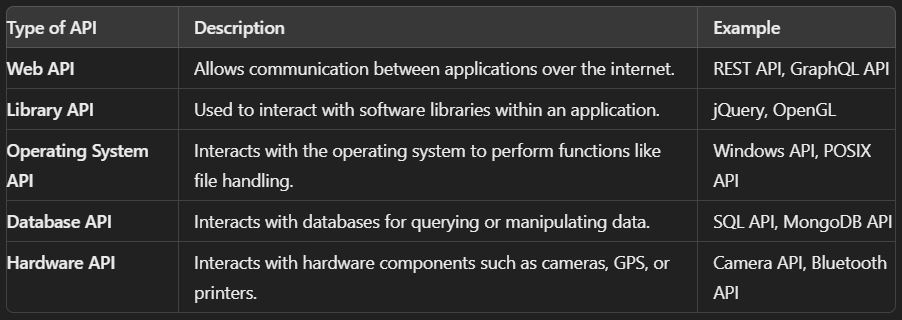 Type of API Description Example
Web API Allows communication between applications over the internet. REST API, GraphQL API
Library API Used to interact with software libraries within an application. jQuery, OpenGL
Operating System Interacts with the operating system to perform functions like Windows API, POSIX
API file handling. API
Database API Interacts with databases for querying or manipulating data. SQL API, MongoDB API
Hardware API Interacts with hardware components such as cameras, GPS, or Camera API, Bluetooth
printers. API